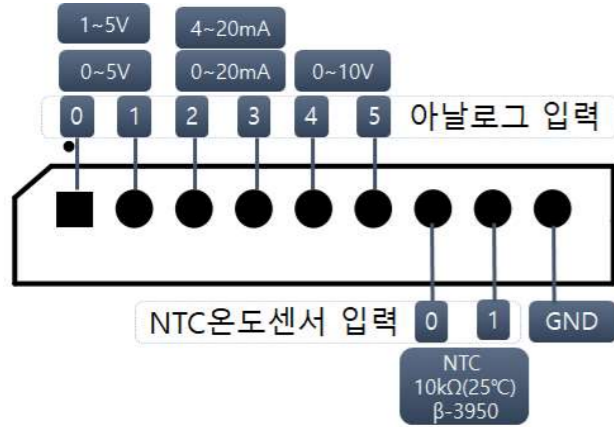 1~5V 4~20mA
0~5V 0~20mA 0~10V
0 1 2 3 4 5 아날로그 입력
NTC온도센서 입력 0 1 GND
NTC
10kΩ(25℃)
β-3950